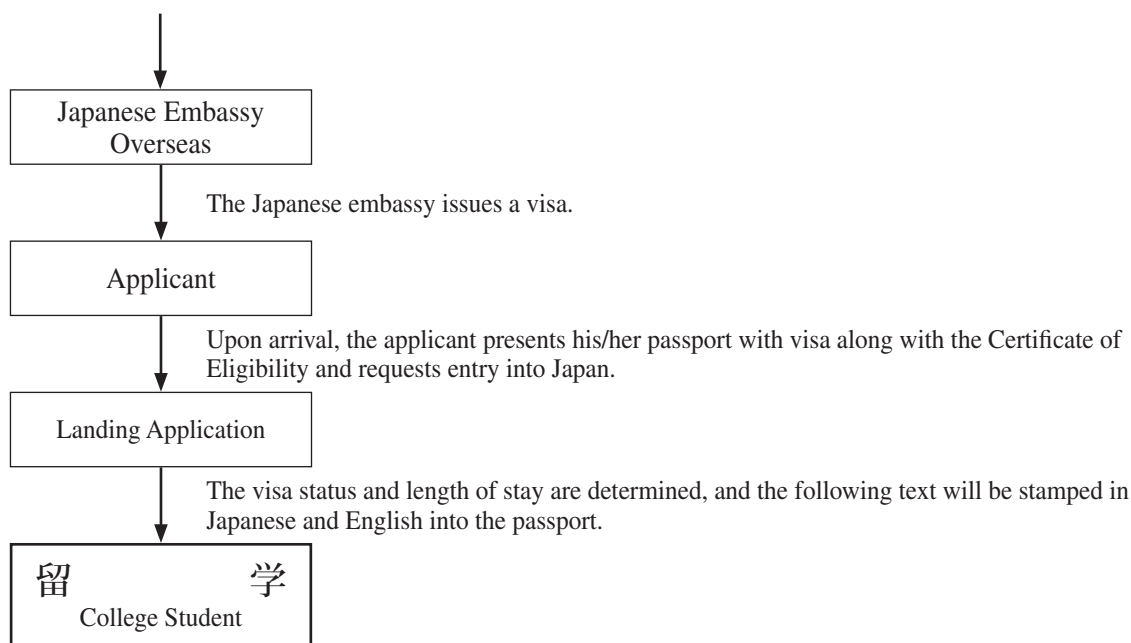 Japanese Embassy
Overseas
The Japanese embassy issues a visa.
Applicant
Upon arrival, the applicant presents his/her passport with visa along with the Certificate of
Eligibility and requests entry into Japan.
Landing Application
The visa status and length of stay are determined, and the following text will be stamped in
Japanese and English into the passport.
留 学
College Student